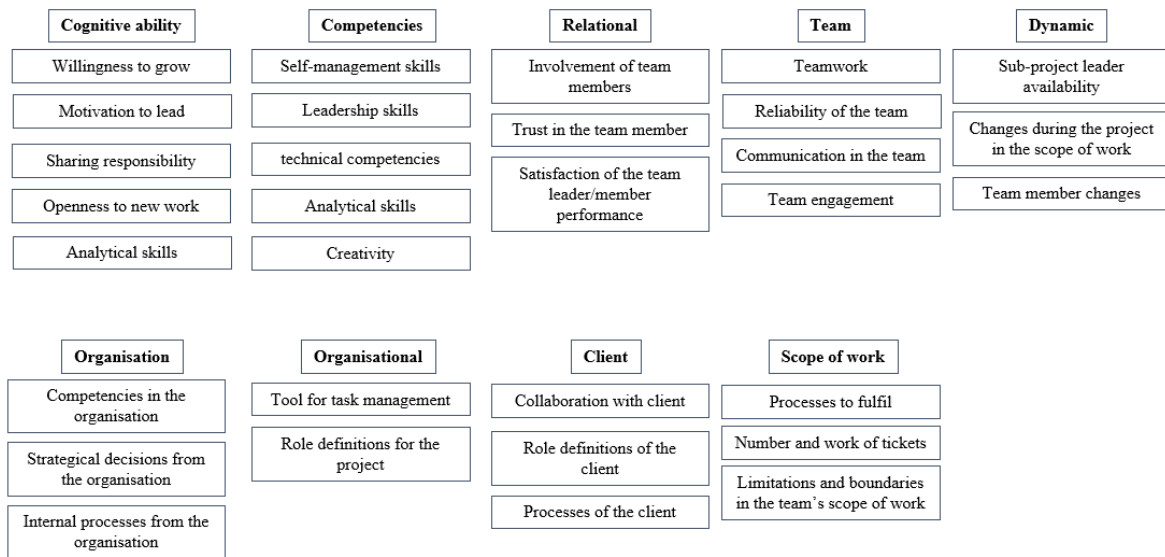 Cognitive ability
Willingness to grow
Motivation to lead
Sharing responsibility
Openness to new work
Analytical skills
Competencies
Self-management skills
Leadership skills
technical competencies
Analytical skills
Creativity
Relational
Involvement of team
members
Trust in the team member
Satisfaction of the team
leader/member
performance
Team
Teamwork
Reliability of the team
Communication in the team
Team engagement
Dynamic
Sub-project leader
availability
Changes during the project
in the scope of work
Team member changes
Organisation
Competencies in the
organisation
Strategical decisions from
the organisation
Internal processes from the
organisation
Organisational
Tool for task management
Role definitions for the
project
Client
Collaboration with client
Role definitions of the
client
Processes of the client
Scope of work
Processes to fulfil
Number and work of tickets
Limitations and boundaries
in the team's scope of work